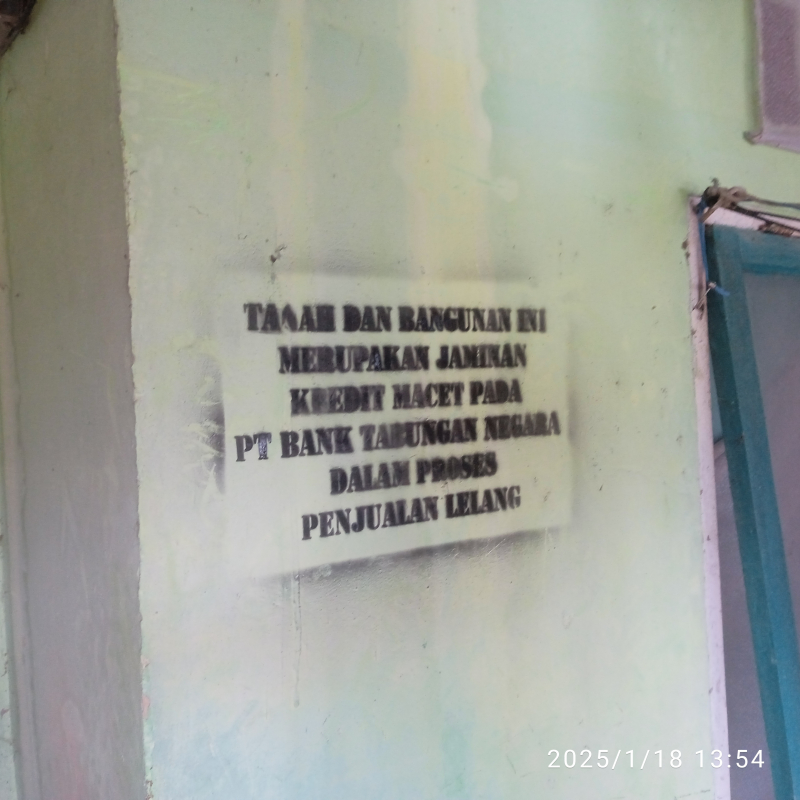 TANAH DAN BANGUNAN INI
MERUPAKAN JAMINAN
KREDIT MACET PADA
PT BANK TABUNGAN NEGARA
DALAM PROSES
PENJUALAN LELANG
2025/1/18 13:54